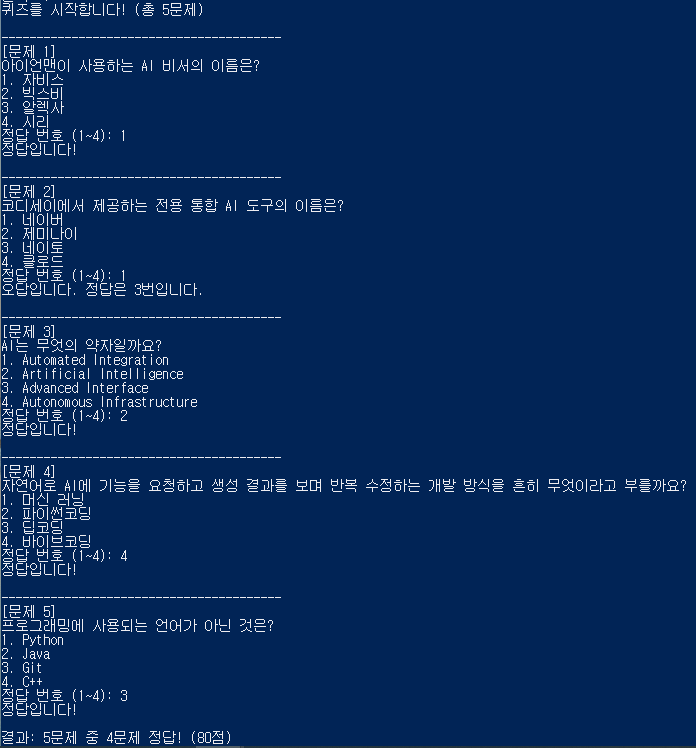 퀴즈를 시작합니다! (총 5문제)
----------------------------------------
[문제 1]
아이언맨이 사용하는 AI 비서의 이름은?
1. 자비스
2. 빅스비
3. 알렉사
4. 시리
정답 번호 (1~4): 1
정답입니다!
----------------------------------------
[문제 2]
코디세이에서 제공하는 전용 통합 AI 도구의 이름은?
1. 네이버
2. 제미나이
3. 네이토
4. 클로드
정답 번호 (1~4): 1
오답입니다. 정답은 3번입니다.
----------------------------------------
[문제 3]
AI는 무엇의 약자일까요?
1. Automated Integration
2. Artificial Intelligence
3. Advanced Interface
4. Autonomous Infrastructure
정답 번호 (1~4): 2
정답입니다!
----------------------------------------
[문제 4]
자연어로 AI에 기능을 요청하고 생성 결과를 보며 반복 수정하는 개발 방식을 흔히 무엇이라고 부를까요?
1. 머신 러닝
2. 파이썬코딩
3. 딥코딩
4. 바이브코딩
정답 번호 (1~4): 4
정답입니다!
----------------------------------------
[문제 5]
프로그래밍에 사용되는 언어가 아닌 것은?
1. Python
2. Java
3. Git
4. C++
정답 번호 (1~4): 3
정답입니다!
결과: 5문제 중 4문제 정답! (80점)